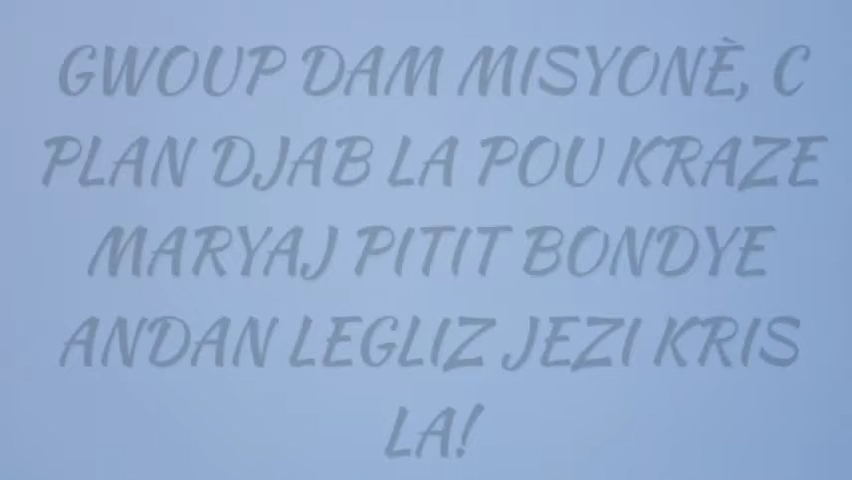 GWOUP DAM MISYONÈ, C
PLAN DJAB LA POU KRAZE
MARYAJ PITIT BONDYE
ANDAN LEGLIZ JEZI KRIS
LA!